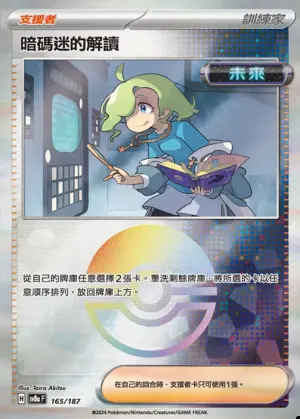 支援者 訓練家
暗碼迷的解讀
未來
從自己的牌庫任意選擇2張卡。重洗剩餘牌庫,將所選的卡以任
意順序排列,放回牌庫上方。
Illus. Taira Akitsu
在自己的回合時,支援者卡只可使用1張。
H sv8a F 165/187
©2024 Pokémon/Nintendo/Creatures/GAME FREAK.